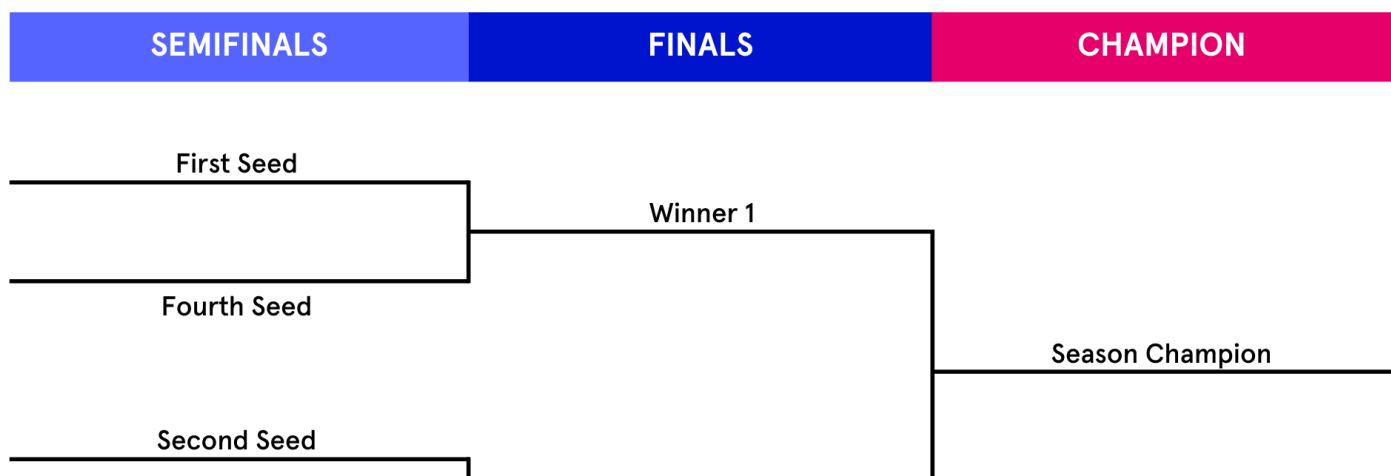 SEMIFINALS
FINALS
CHAMPION
First Seed
Winner 1
Fourth Seed
Season Champion
Second Seed